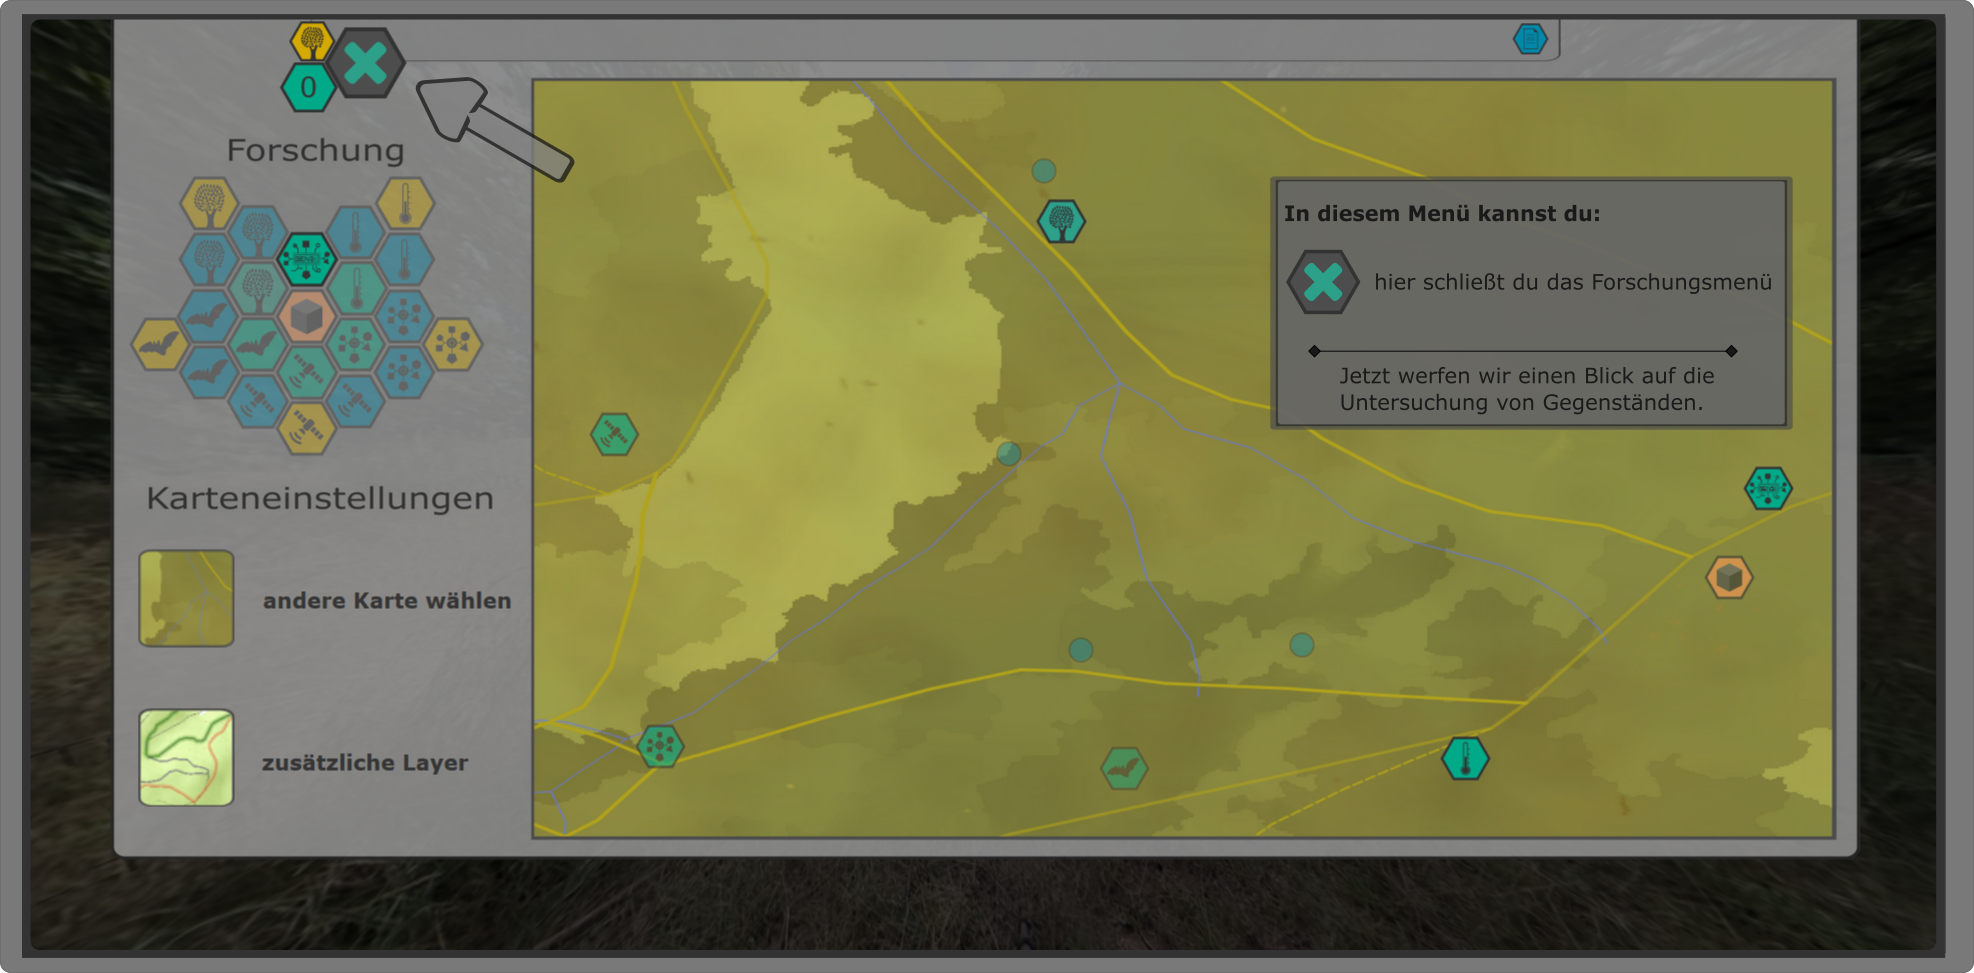 0
Forschung
In diesem Menü kannst du:
hier schließt du das Forschungsmenü
Jetzt werfen wir einen Blick auf die
Untersuchung von Gegenständen.
Karteneinstellungen
andere Karte wählen
zusätzliche Layer